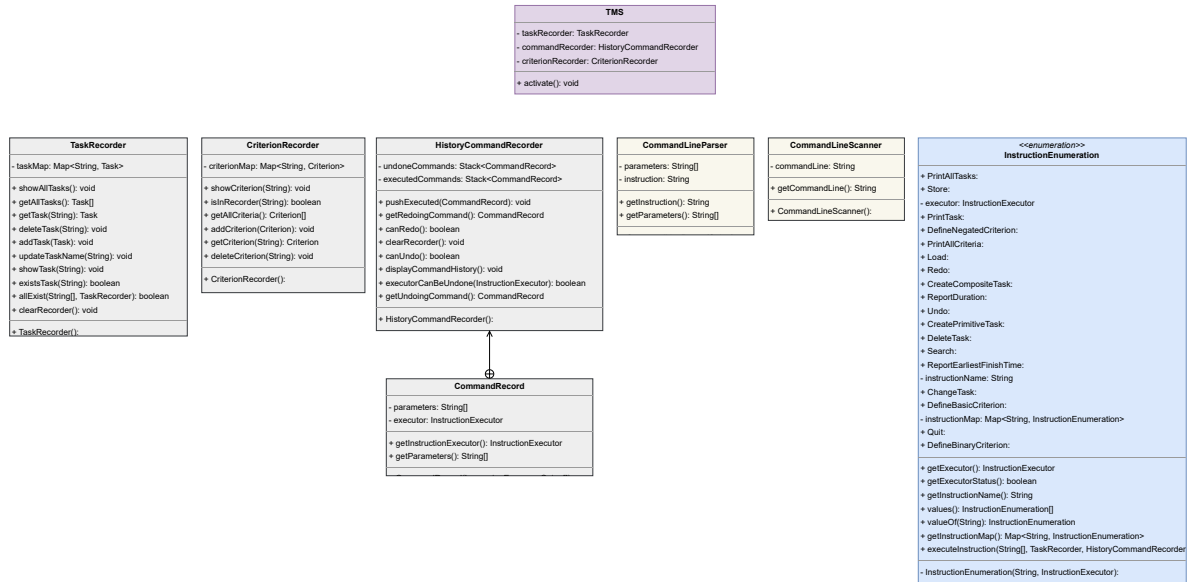 TMS
- taskRecorder: TaskRecorder
- commandRecorder: HistoryCommandRecorder
- criterionRecorder: CriterionRecorder
+ activate(): void
TaskRecorder
- taskMap: Map<String, Task>
+ showAllTasks(): void
+ getAllTasks(): Task[]
+ getTask(String): Task
+ deleteTask(String): void
+ addTask(Task): void
+ updateTaskName(String): void
+ showTask(String): void
+ existsTask(String): boolean
+ allExist(String[], TaskRecorder): boolean
+ clearRecorder(): void
+ TaskRecorder():
CriterionRecorder
- criterionMap: Map<String, Criterion>
+ showCriterion(String): void
+ isInRecorder(String): boolean
+ getAllCriteria(): Criterion[]
+ addCriterion(Criterion): void
+ getCriterion(String): Criterion
+ deleteCriterion(String): void
+ CriterionRecorder():
HistoryCommandRecorder
- undoneCommands: Stack<CommandRecord>
- executedCommands: Stack<CommandRecord>
+ pushExecuted(CommandRecord): void
+ getRedoingCommand(): CommandRecord
+ canRedo(): boolean
+ clearRecorder(): void
+ canUndo(): boolean
+ displayCommandHistory(): void
+ executorCanBeUndone(InstructionExecutor): boolean
+ getUndoingCommand(): CommandRecord
+ HistoryCommandRecorder():
CommandRecord
- parameters: String[]
- executor: InstructionExecutor
+ getInstructionExecutor(): InstructionExecutor
+ getParameters(): String[]
CommandLineParser
- parameters: String[]
- instruction: String
+ getInstruction(): String
+ getParameters(): String[]
CommandLineScanner
- commandLine: String
+ getCommandLine(): String
+ CommandLineScanner():
<<enumeration>>
InstructionEnumeration
+ PrintAllTasks:
+ Store:
- executor: InstructionExecutor
+ PrintTask:
+ DefineNegatedCriterion:
+ PrintAllCriteria:
+ Load:
+ Redo:
+ CreateCompositeTask:
+ ReportDuration:
+ Undo:
+ CreatePrimitiveTask:
+ DeleteTask:
+ Search:
+ ReportEarliestFinishTime:
- instructionName: String
+ ChangeTask:
+ DefineBasicCriterion:
- instructionMap: Map<String, InstructionEnumeration>
+ Quit:
+ DefineBinaryCriterion:
+ getExecutor(): InstructionExecutor
+ getExecutorStatus(): boolean
+ getInstructionName(): String
+ values(): InstructionEnumeration[]
+ valueOf(String): InstructionEnumeration
+ getInstructionMap(): Map<String, InstructionEnumeration>
+ executeInstruction(String[], TaskRecorder, HistoryCommandRecorder
- InstructionEnumeration(String, InstructionExecutor):